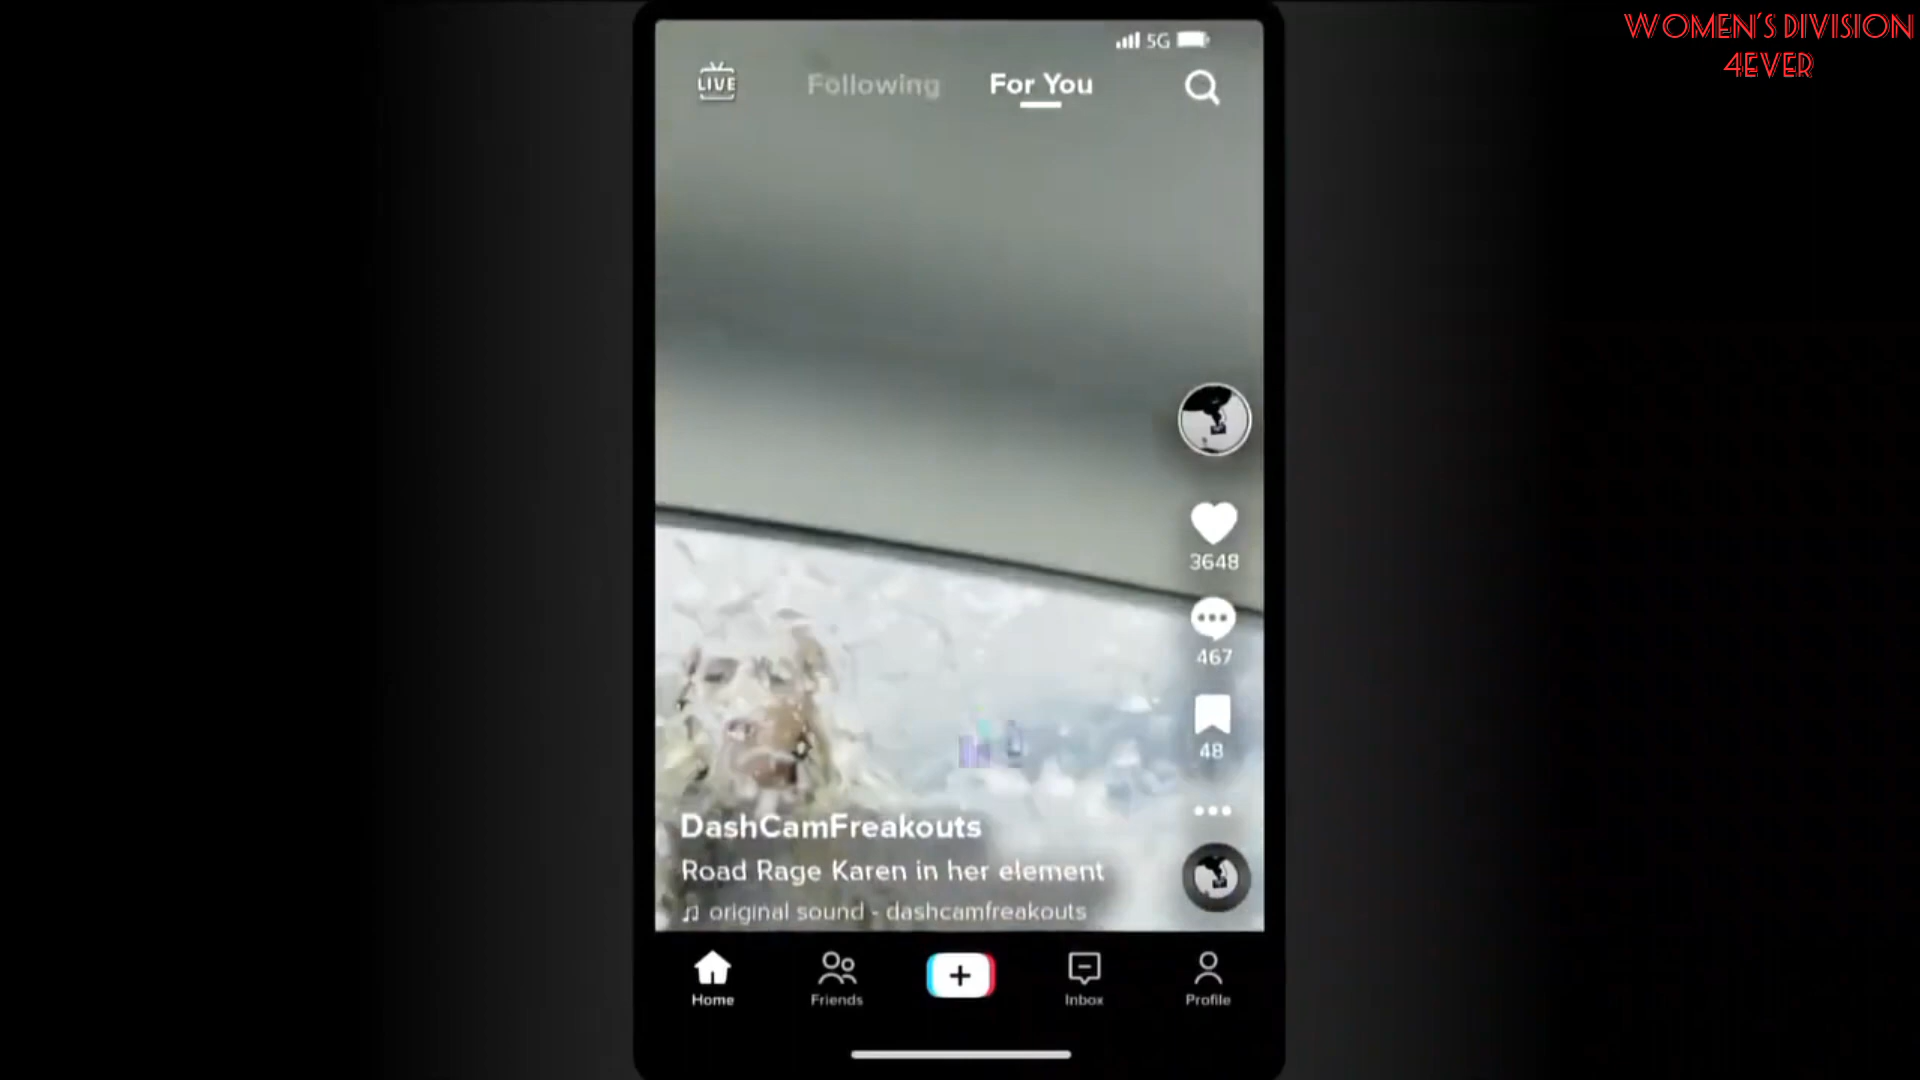 WOMEN'S DIVISION
4EVER
5G
LIVE
Following
For You
3648
467
48
DashCamFreakouts
Road Rage Karen in her element
original sound - dashcamfreakouts
Home
Friends
Inbox
Profile